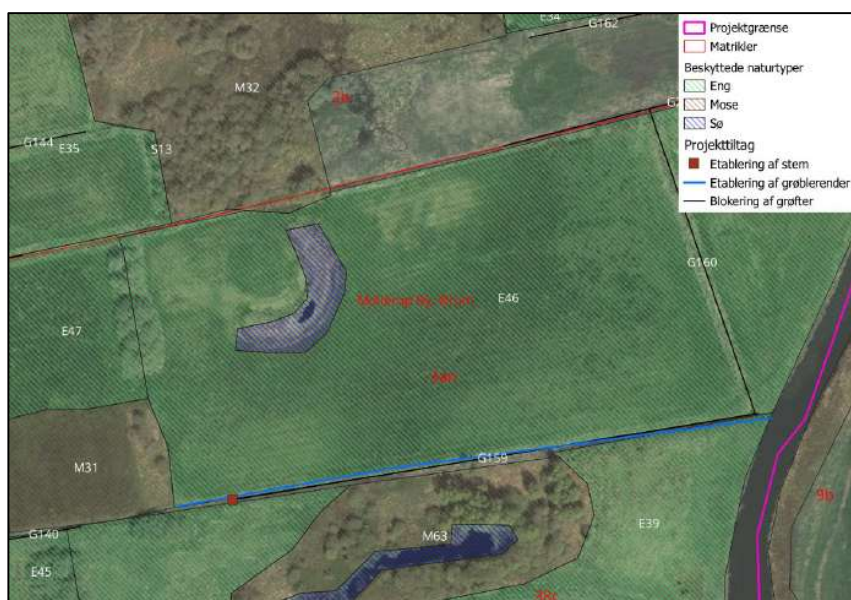 E34
G162
Projektgrænse
Matrikler
Beskyttede naturtyper
Eng
Mose
Sø
Projekttiltag
Etablering af stem
Etablering af grøblerender
Blokering af grøfter
M32
G144
E35
S13
G160
E47
E46
M31
G159
G140
E45
M63
E39
9b